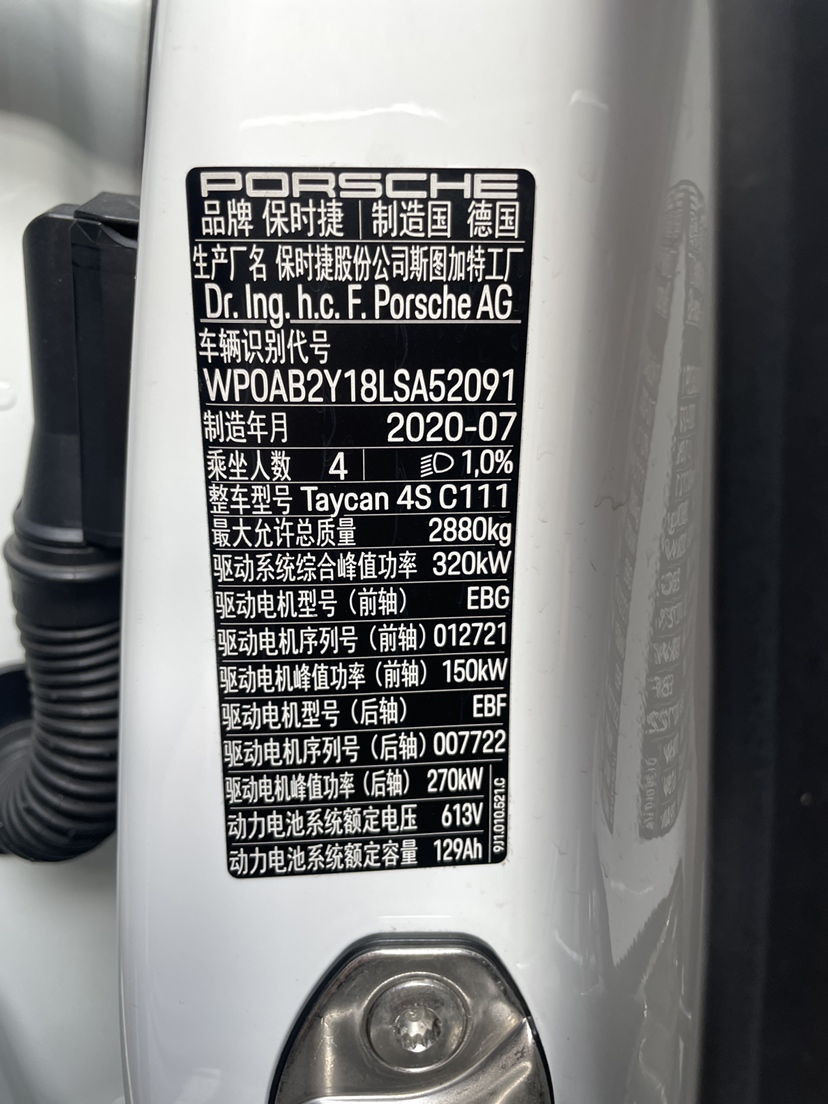 PORSCHE
品牌 保时捷 制造国 德国
生产厂名 保时捷股份公司斯图加特工厂
Dr. Ing. h.c. F. Porsche AG
车辆识别代号
WP0AB2Y18LSA52091
制造年月 2020-07
乘坐人数 4 1,0%
整车型号 Taycan 4S C111
最大允许总质量 2880kg
驱动系统综合峰值功率 320kW
驱动电机型号（前轴） EBG
驱动电机序列号（前轴）012721
驱动电机峰值功率（前轴）150kW
驱动电机型号（后轴） EBF
驱动电机序列号（后轴）007722
驱动电机峰值功率（后轴）270kW
动力电池系统额定电压 613V
动力电池系统额定容量 129Ah
9J1.010.521.C